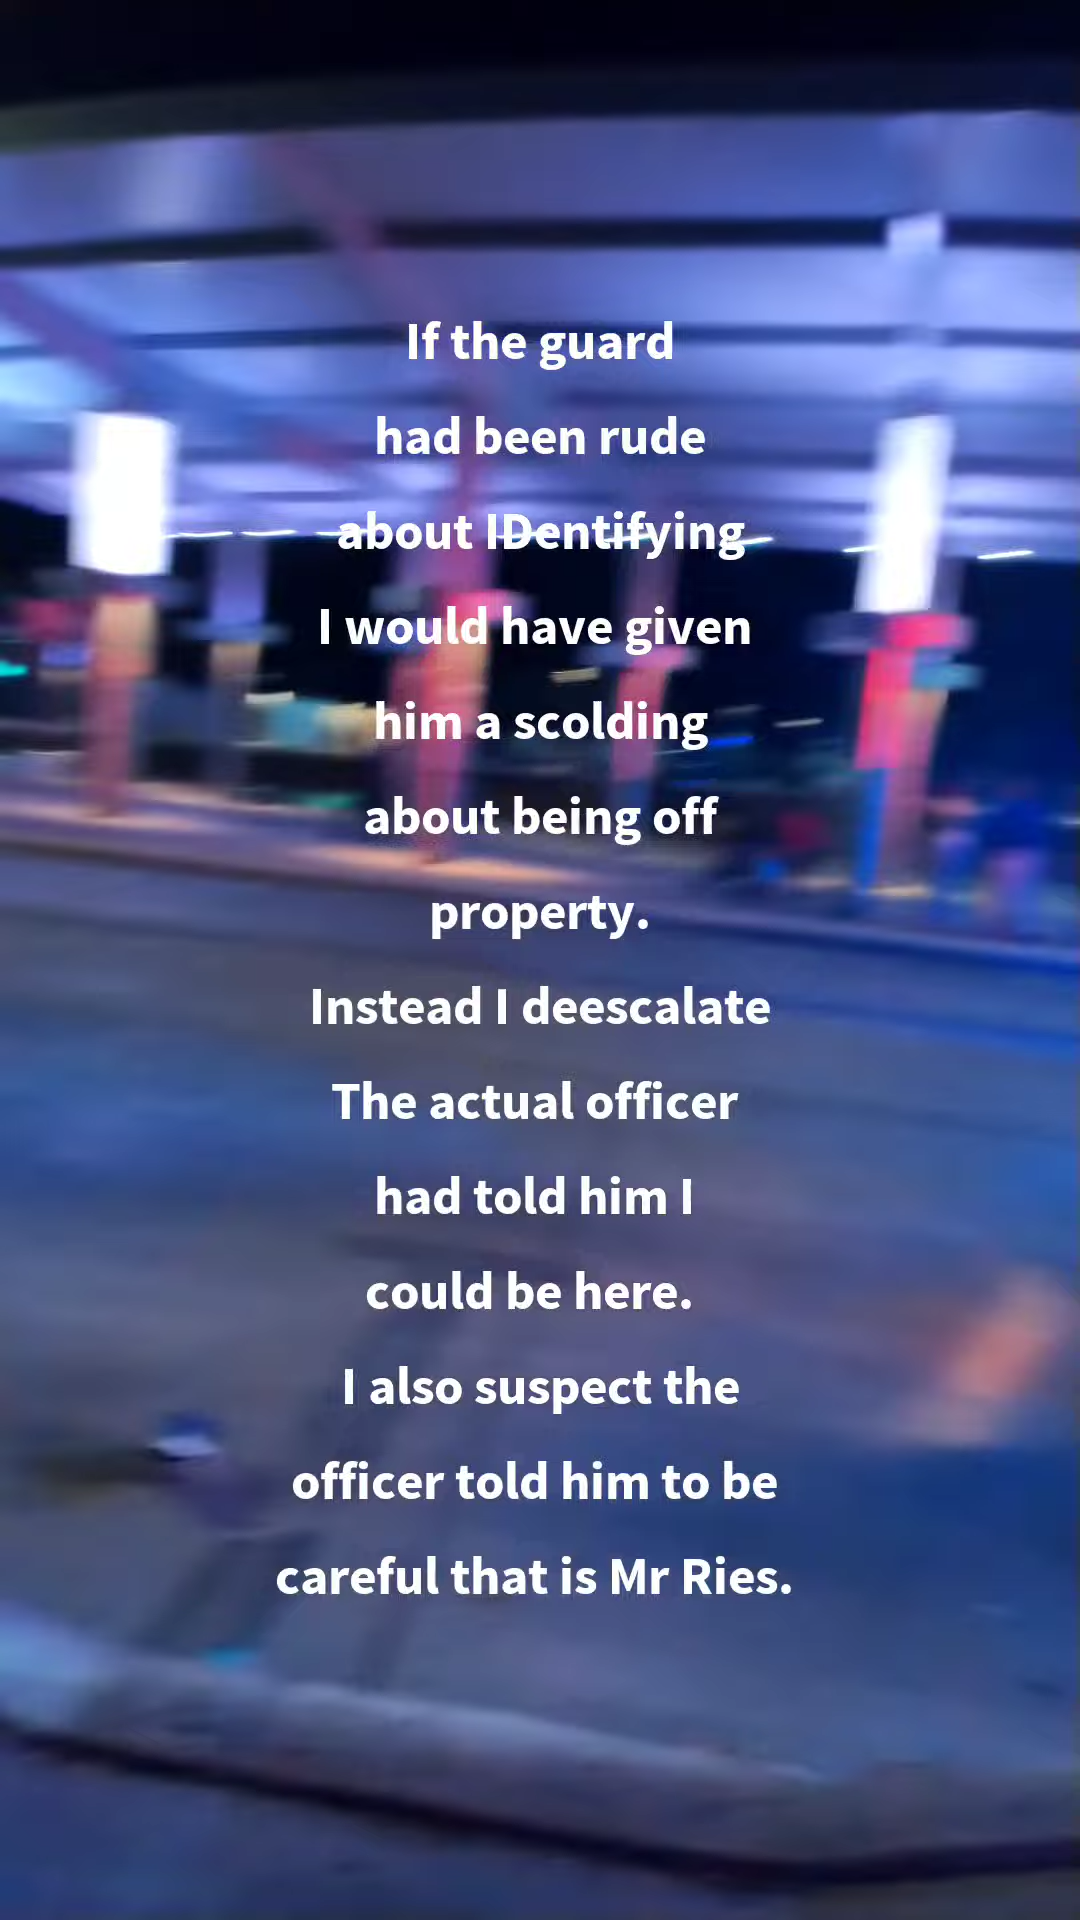 If the guard
had been rude
about IDentifying
I would have given
him a scolding
about being off
property.
Instead I deescalate
The actual officer
had told him I
could be here.
I also suspect the
officer told him to be
careful that is Mr Ries.